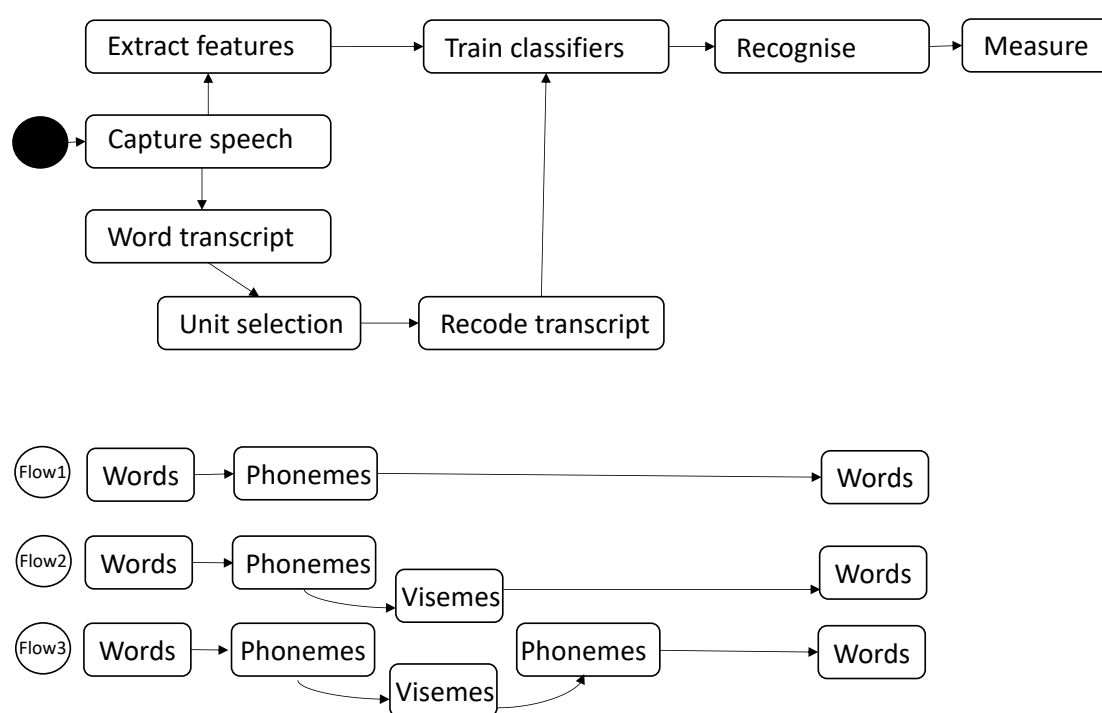 Extract features
Train classifiers
Recognise
Measure
Capture speech
Word transcript
Unit selection
Recode transcript
Flow1
Words
Phonemes
Words
Flow2
Words
Phonemes
Visemes
Words
Flow3
Words
Phonemes
Visemes
Phonemes
Words